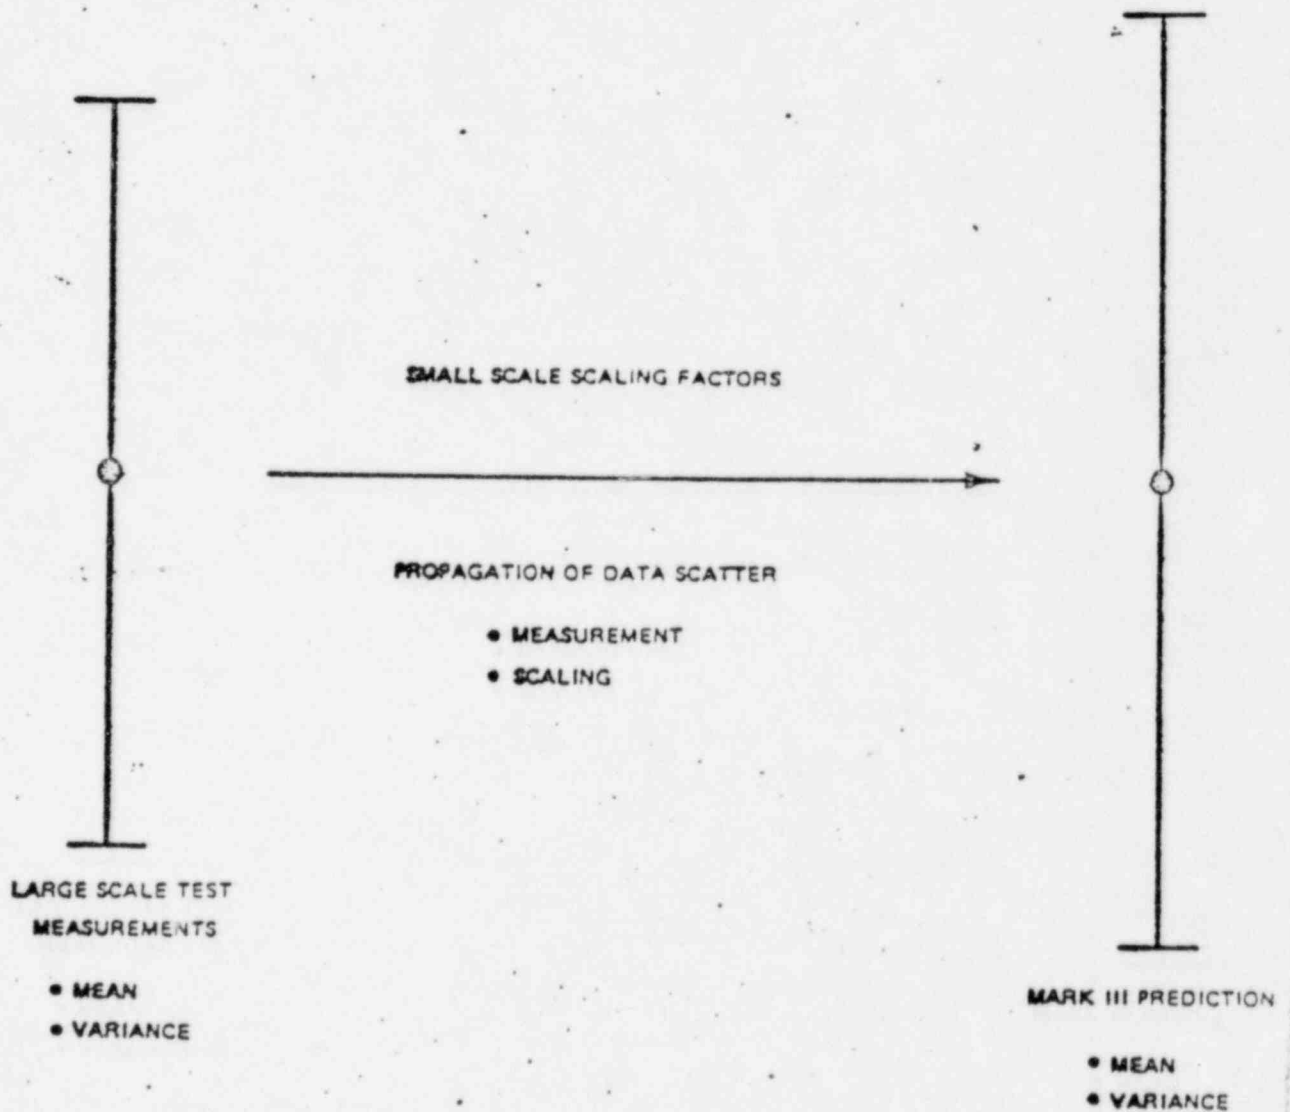 SMALL SCALE SCALING FACTORS
PROPAGATION OF DATA SCATTER
• MEASUREMENT
• SCALING
LARGE SCALE TEST
MEASUREMENTS
• MEAN
• VARIANCE
MARK III PREDICTION
• MEAN
• VARIANCE